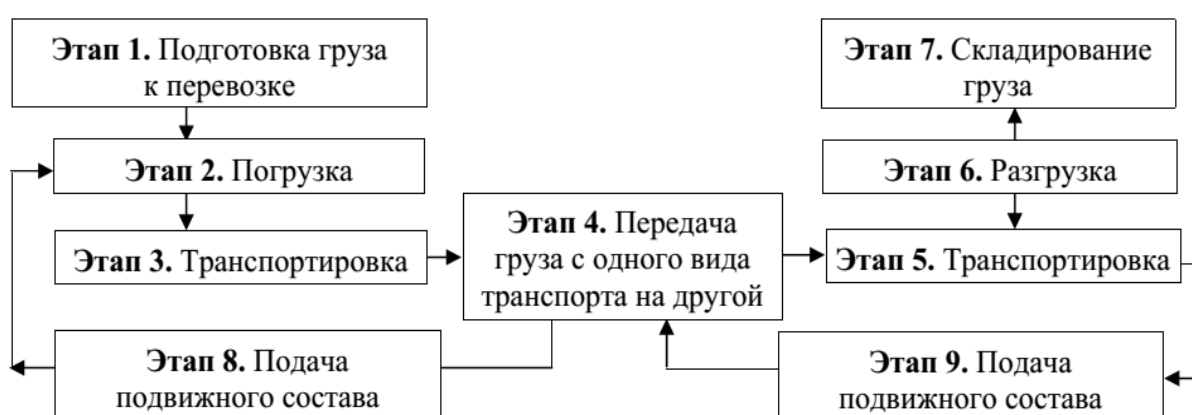 Этап 1. Подготовка груза
к перевозке
Этап 2. Погрузка
Этап 3. Транспортировка
Этап 4. Передача
груза с одного вида
транспорта на другой
Этап 7. Складирование
груза
Этап 6. Разгрузка
Этап 5. Транспортировка
Этап 8. Подача
подвижного состава
Этап 9. Подача
подвижного состава